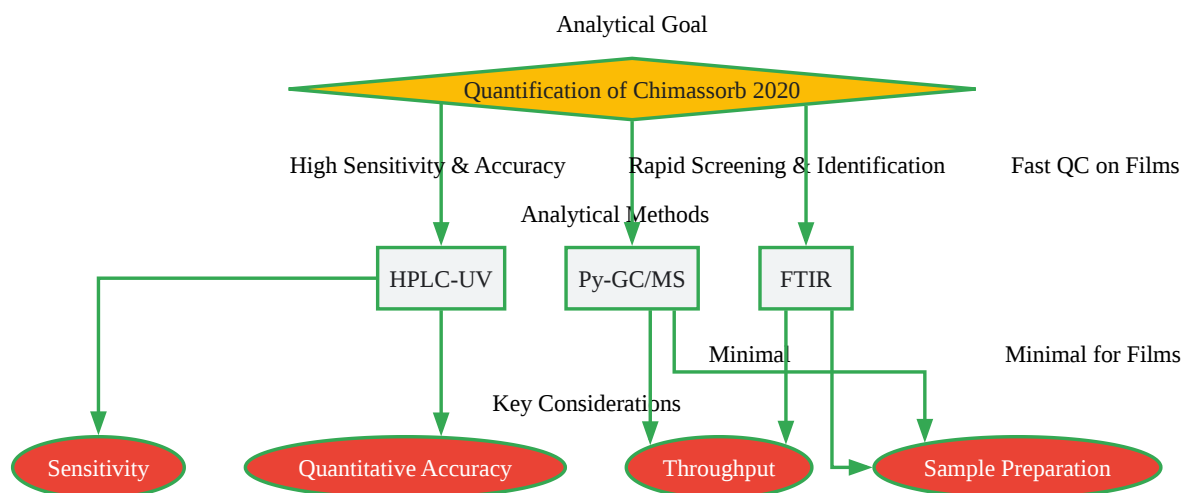 Analytical Goal
Quantification of Chimassorb 2020
High Sensitivity & Accuracy
Rapid Screening & Identification
Fast QC on Films
Analytical Methods
HPLC-UV
Py-GC/MS
FTIR
Minimal
Minimal for Films
Key Considerations
Sensitivity
Quantitative Accuracy
Throughput
Sample Preparation